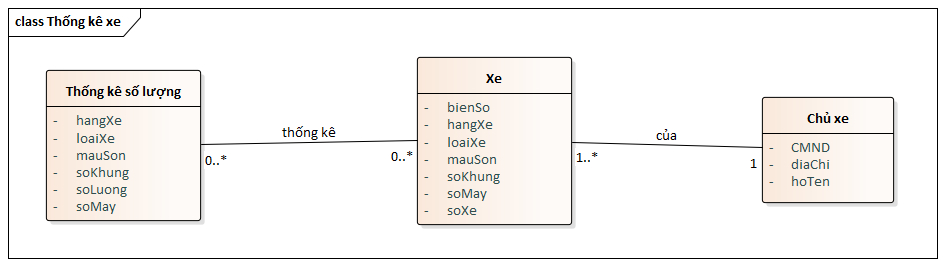 class Thống kê xe
Thống kê số lượng
- hangXe
- loaiXe
- mauSon
- soKhung
- soLuong
- soMay
thống kê
0..*
0..*
Xe
- bienSo
- hangXe
- loaiXe
- mauSon
- soKhung
- soMay
- soXe
của
1..*
1
Chủ xe
- CMND
- diaChi
- hoTen